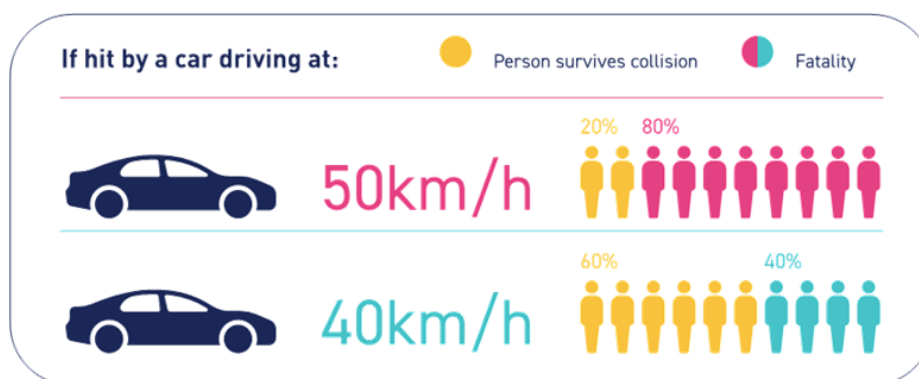 If hit by a car driving at:
Person survives collision
Fatality
20% 80%
50km/h
60% 40%
40km/h